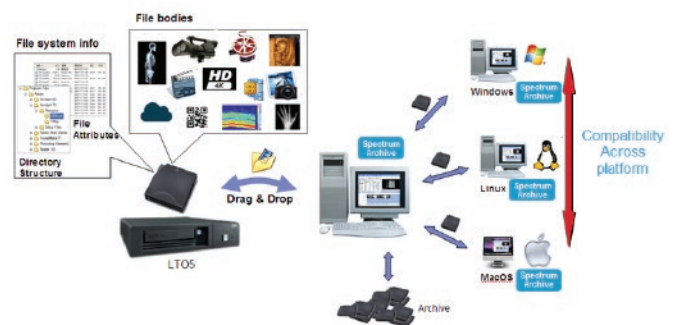 File bodies
File system info
HD
4K
File
Attributes
Directory
Structure
Drag & Drop
LTO5
Spectrum
Archive
Archive
Windows
Spectrum
Archive
Linux
Spectrum
Archive
MacOS
Spectrum
Archive
Compatibility
Across
platform